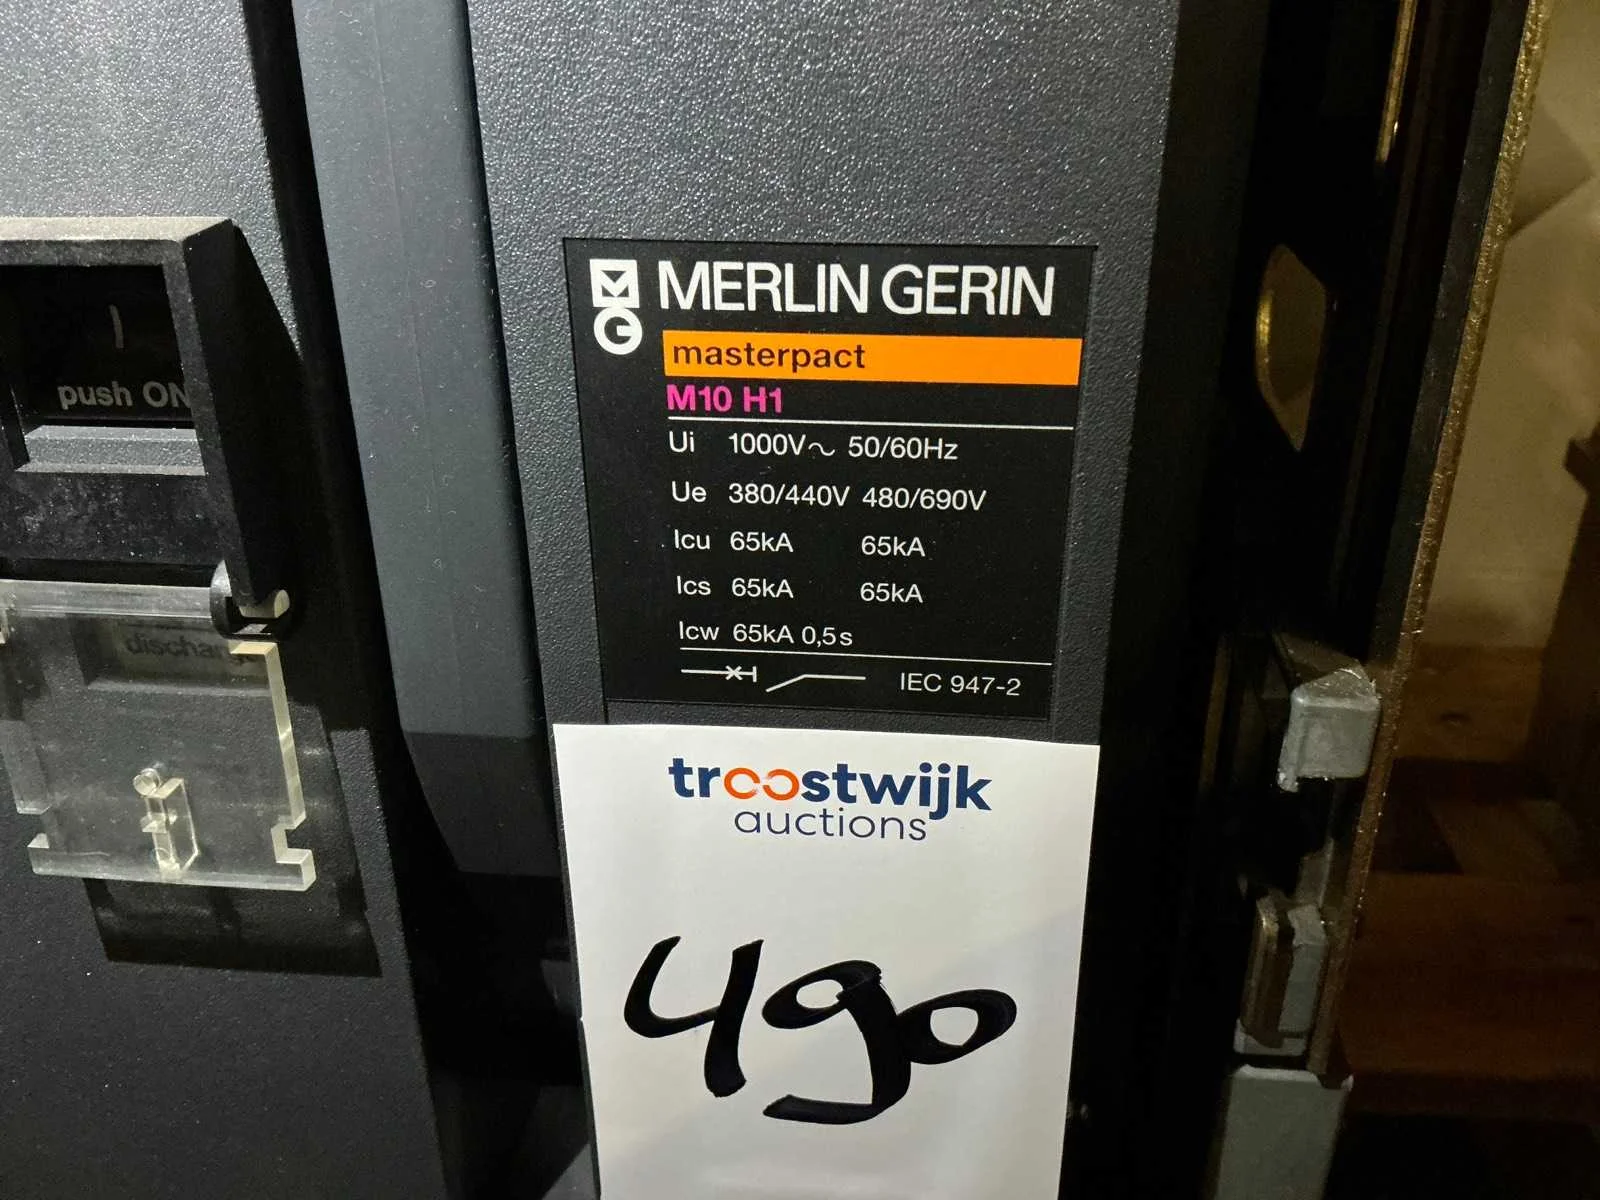 push ON
discharge
MERLIN GERIN
masterpact
M10 H1
Ui 1000V~ 50/60Hz
Ue 380/440V 480/690V
Icu 65kA 65kA
Ics 65kA 65kA
Icw 65kA 0,5s
IEC 947-2
troostwijk
auctions
490